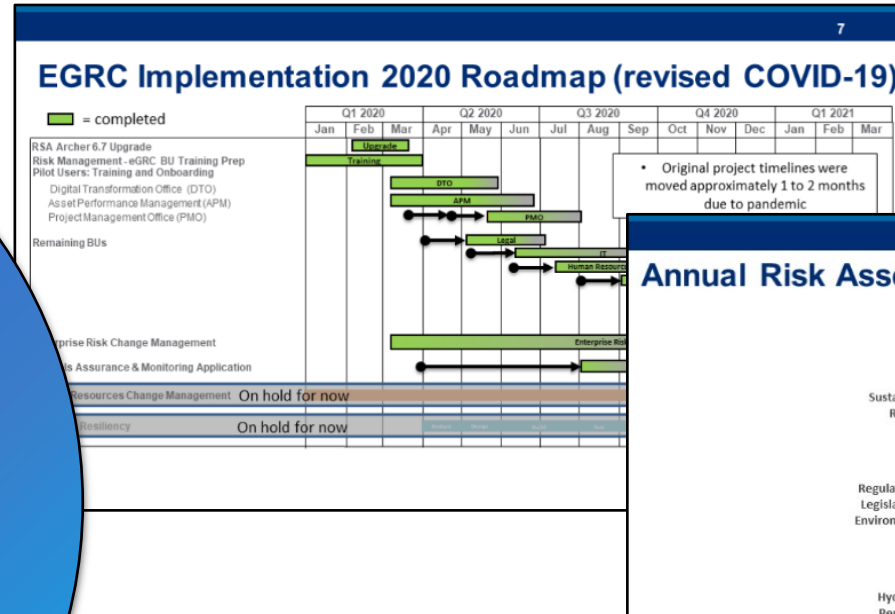 7
EGRC Implementation 2020 Roadmap (revised COVID-19)
= completed
Q1 2020 Q2 2020 Q3 2020 Q4 2020 Q1 2021
Jan Feb Mar Apr May Jun Jul Aug Sep Oct Nov Dec Jan Feb Mar
RSA Archer 6.7 Upgrade
Upgrade
Risk Management - eGRC BU Training Prep
Training
Pilot Users: Training and Onboarding
• Original project timelines were
moved approximately 1 to 2 months
due to pandemic
Digital Transformation Office (DTO)
DTO
Asset Performance Management (APM)
APM
Project Management Office (PMO)
PMO
Remaining BUs
Legal
IT
Human Resourc
prise Risk Change Management
Enterprise Ris
ls Assurance & Monitoring Application
Resources Change Management On hold for now
Resiliency On hold for now
Annual Risk Asse
Susta
R
Regula
Legisla
Environ
Hyd